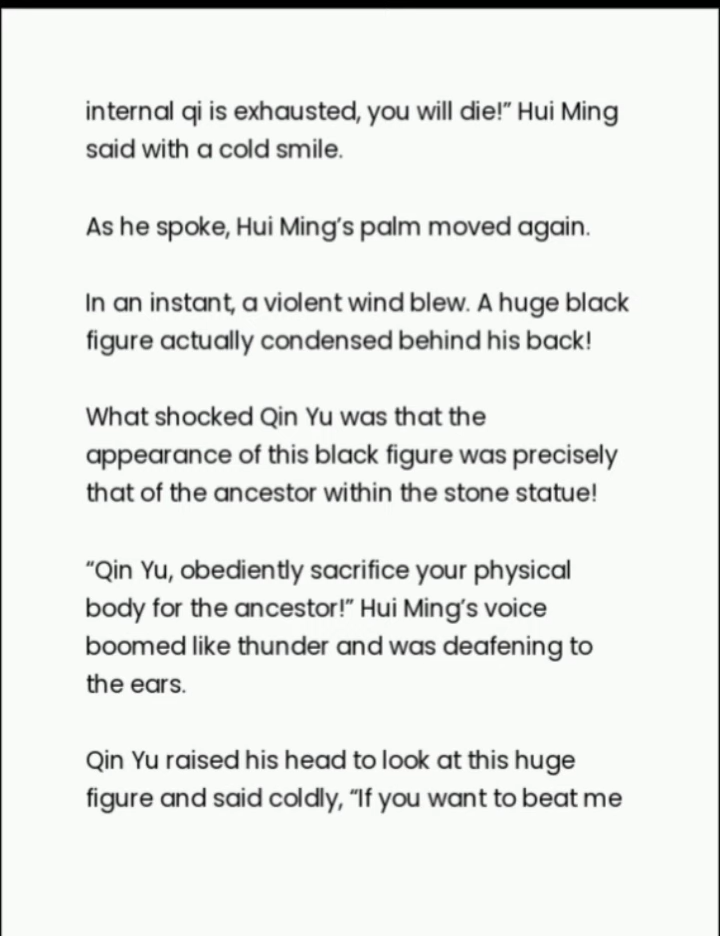 internal qi is exhausted, you will die!” Hui Ming
said with a cold smile.
As he spoke, Hui Ming’s palm moved again.
In an instant, a violent wind blew. A huge black
figure actually condensed behind his back!
What shocked Qin Yu was that the
appearance of this black figure was precisely
that of the ancestor within the stone statue!
“Qin Yu, obediently sacrifice your physical
body for the ancestor!” Hui Ming’s voice
boomed like thunder and was deafening to
the ears.
Qin Yu raised his head to look at this huge
figure and said coldly, “If you want to beat me